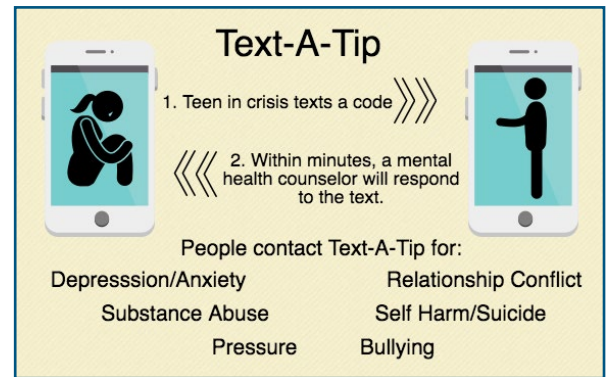 Text-A-Tip
1. Teen in crisis texts a code
2. Within minutes, a mental
health counselor will respond
to the text.
People contact Text-A-Tip for:
Depresssion/Anxiety
Relationship Conflict
Substance Abuse
Self Harm/Suicide
Pressure
Bullying